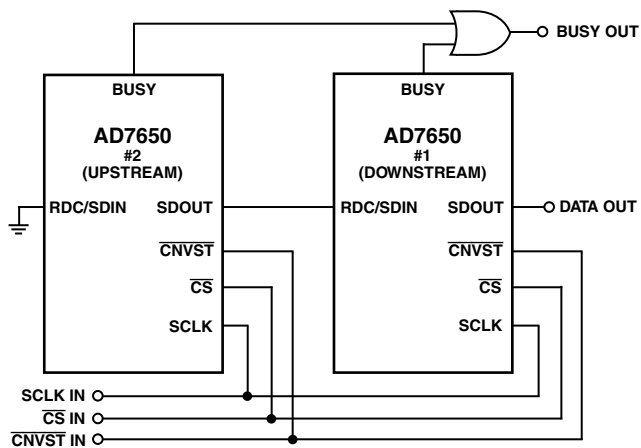 BUSY OUT
BUSY
BUSY
AD7650
#2
(UPSTREAM)
AD7650
#1
(DOWNSTREAM)
RDC/SDIN SDOUT
RDC/SDIN SDOUT
DATA OUT
CNVST
CNVST
CS
CS
SCLK
SCLK
SCLK IN
CS IN
CNVST IN